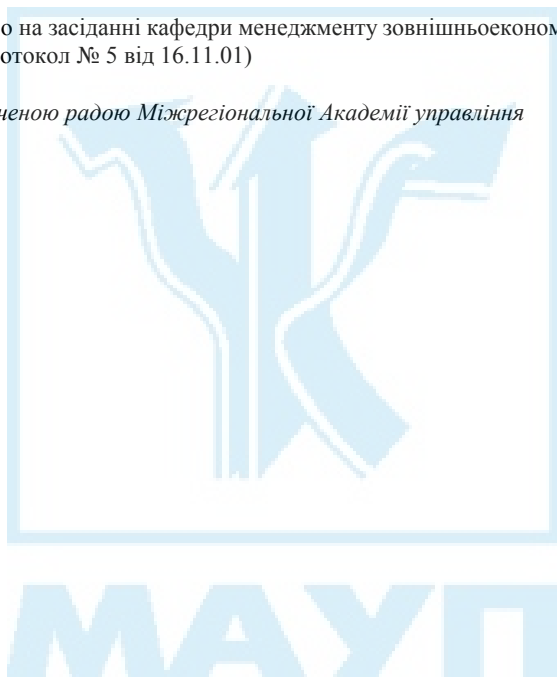 о на засіданні кафедри менеджменту зовнішньоеконом
отокол № 5 від 16.11.01)
ченою радою Міжрегіональної Академії управління
МАУП